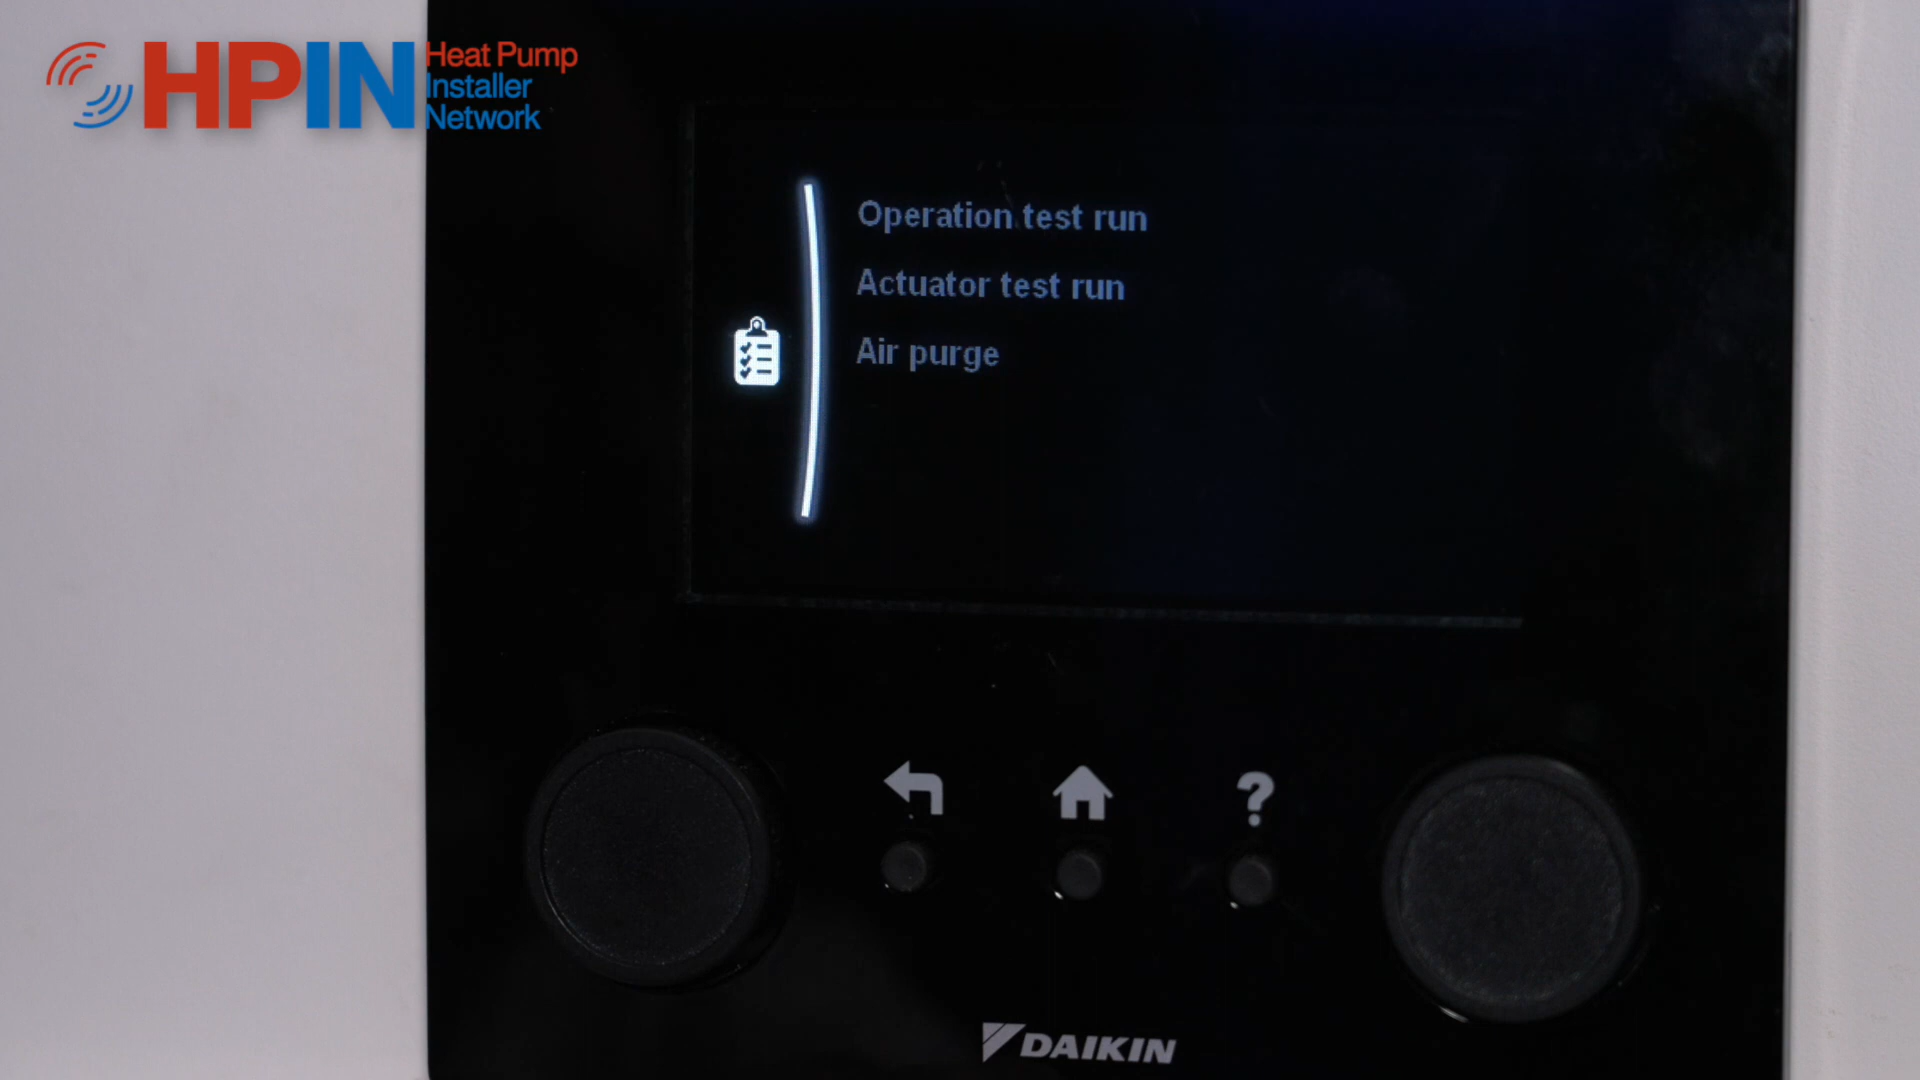 HPIN
Heat Pump
Installer
Network
Operation test run
Actuator test run
Air purge
?
DAIKIN